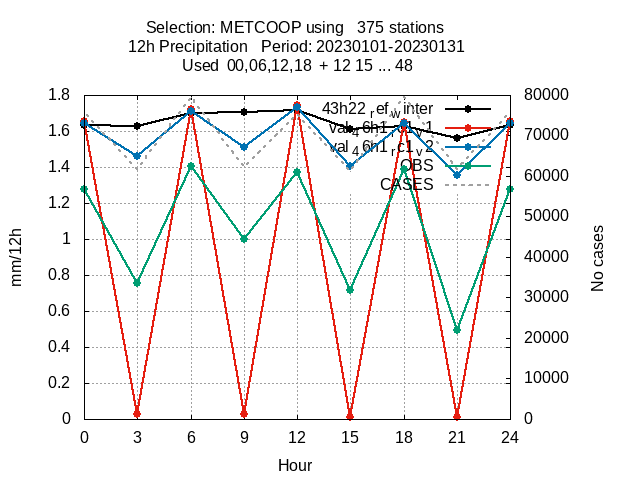 Selection: METCOOP using 375 stations
12h Precipitation Period: 20230101-20230131
Used 00,06,12,18 + 12 15 ... 48
1.8
1.6
1.4
1.2
1
0.8
0.6
0.4
0.2
0
80000
70000
60000
50000
40000
30000
20000
10000
0
43h22_ref_winter
OBS
CASES
mm/12h
No cases
0 3 6 9 12 15 18 21 24
Hour